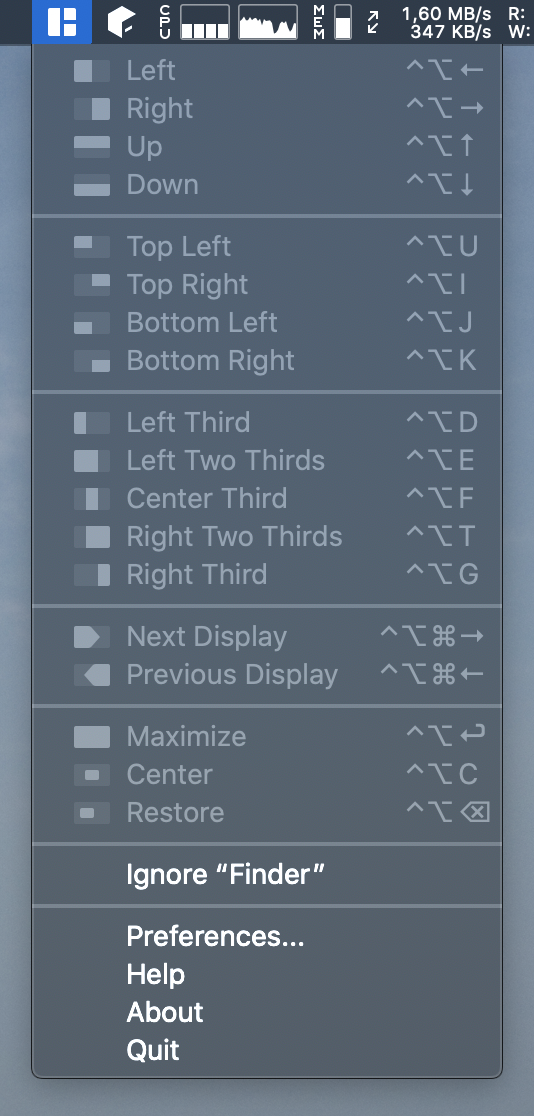 CPU
MEM
1,60 MB/s
347 KB/s
R:
W:
Left ^⌥←
Right ^⌥→
Up ^⌥↑
Down ^⌥↓
Top Left ^⌥U
Top Right ^⌥I
Bottom Left ^⌥J
Bottom Right ^⌥K
Left Third ^⌥D
Left Two Thirds ^⌥E
Center Third ^⌥F
Right Two Thirds ^⌥T
Right Third ^⌥G
Next Display ^⌥⌘→
Previous Display ^⌥⌘←
Maximize ^⌥↩
Center ^⌥C
Restore ^⌥⌫
Ignore “Finder”
Preferences...
Help
About
Quit